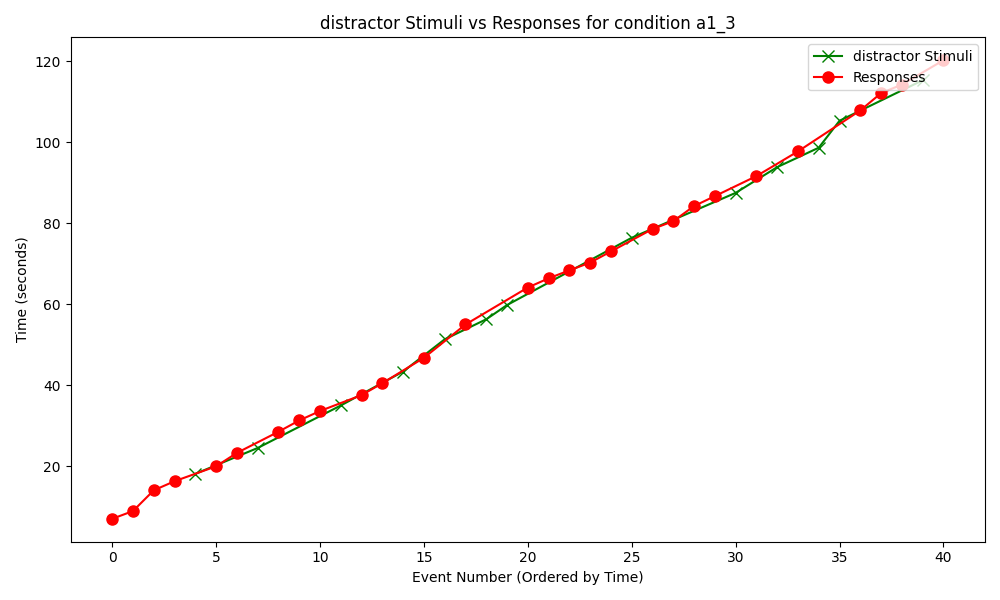 distractor Stimuli vs Responses for condition a1_3
distractor Stimuli
Responses
120
100
80
60
40
20
Time (seconds)
0 5 10 15 20 25 30 35 40
Event Number (Ordered by Time)